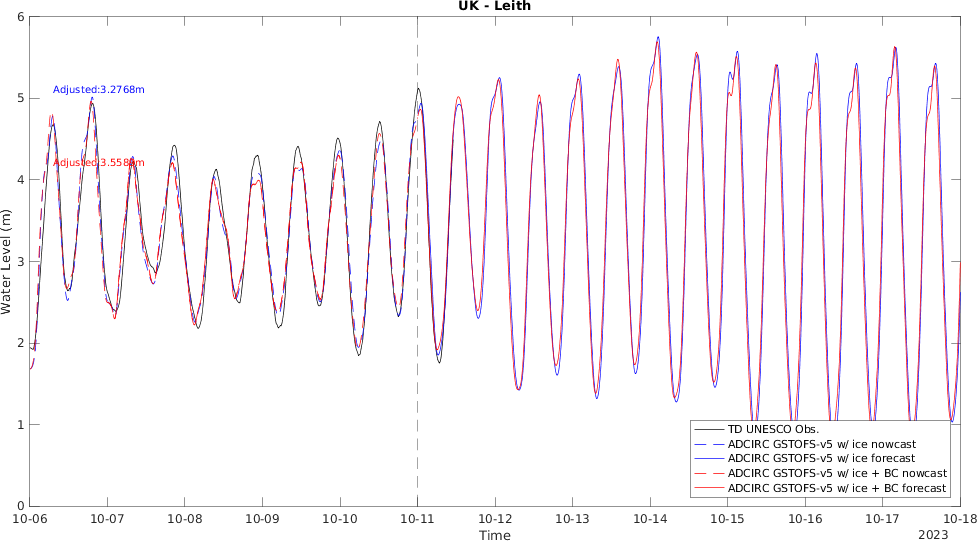 UK - Leith
6
5
4
3
2
1
0
Water Level (m)
Adjusted:3.2768m
TD UNESCO Obs.
ADCIRC GSTOFS-v5 w/ ice nowcast
ADCIRC GSTOFS-v5 w/ ice forecast
ADCIRC GSTOFS-v5 w/ ice + BC nowcast
ADCIRC GSTOFS-v5 w/ ice + BC forecast
10-06 10-07 10-08 10-09 10-10 10-11 10-12 10-13 10-14 10-15 10-16 10-17 10-18
Time
2023